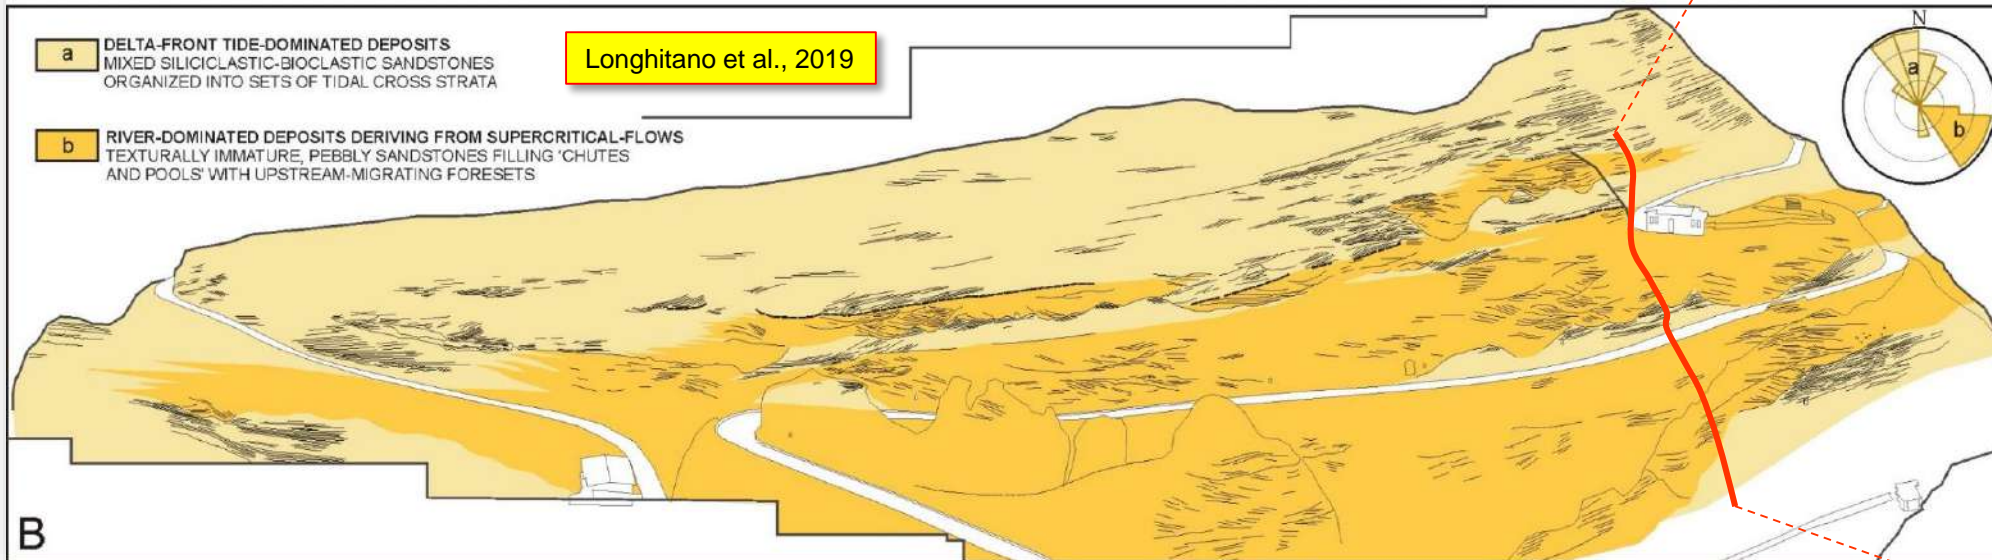 a
DELTA-FRONT TIDE-DOMINATED DEPOSITS
MIXED SILICICLASTIC-BIOCLASTIC SANDSTONES
ORGANIZED INTO SETS OF TIDAL CROSS STRATA
Longhitano et al., 2019
b
RIVER-DOMINATED DEPOSITS DERIVING FROM SUPERCRITICAL-FLOWS
TEXTURALLY IMMATURE, PEBBLY SANDSTONES FILLING 'CHUTES
AND POOLS' WITH UPSTREAM-MIGRATING FORESETS
N
a
b
B